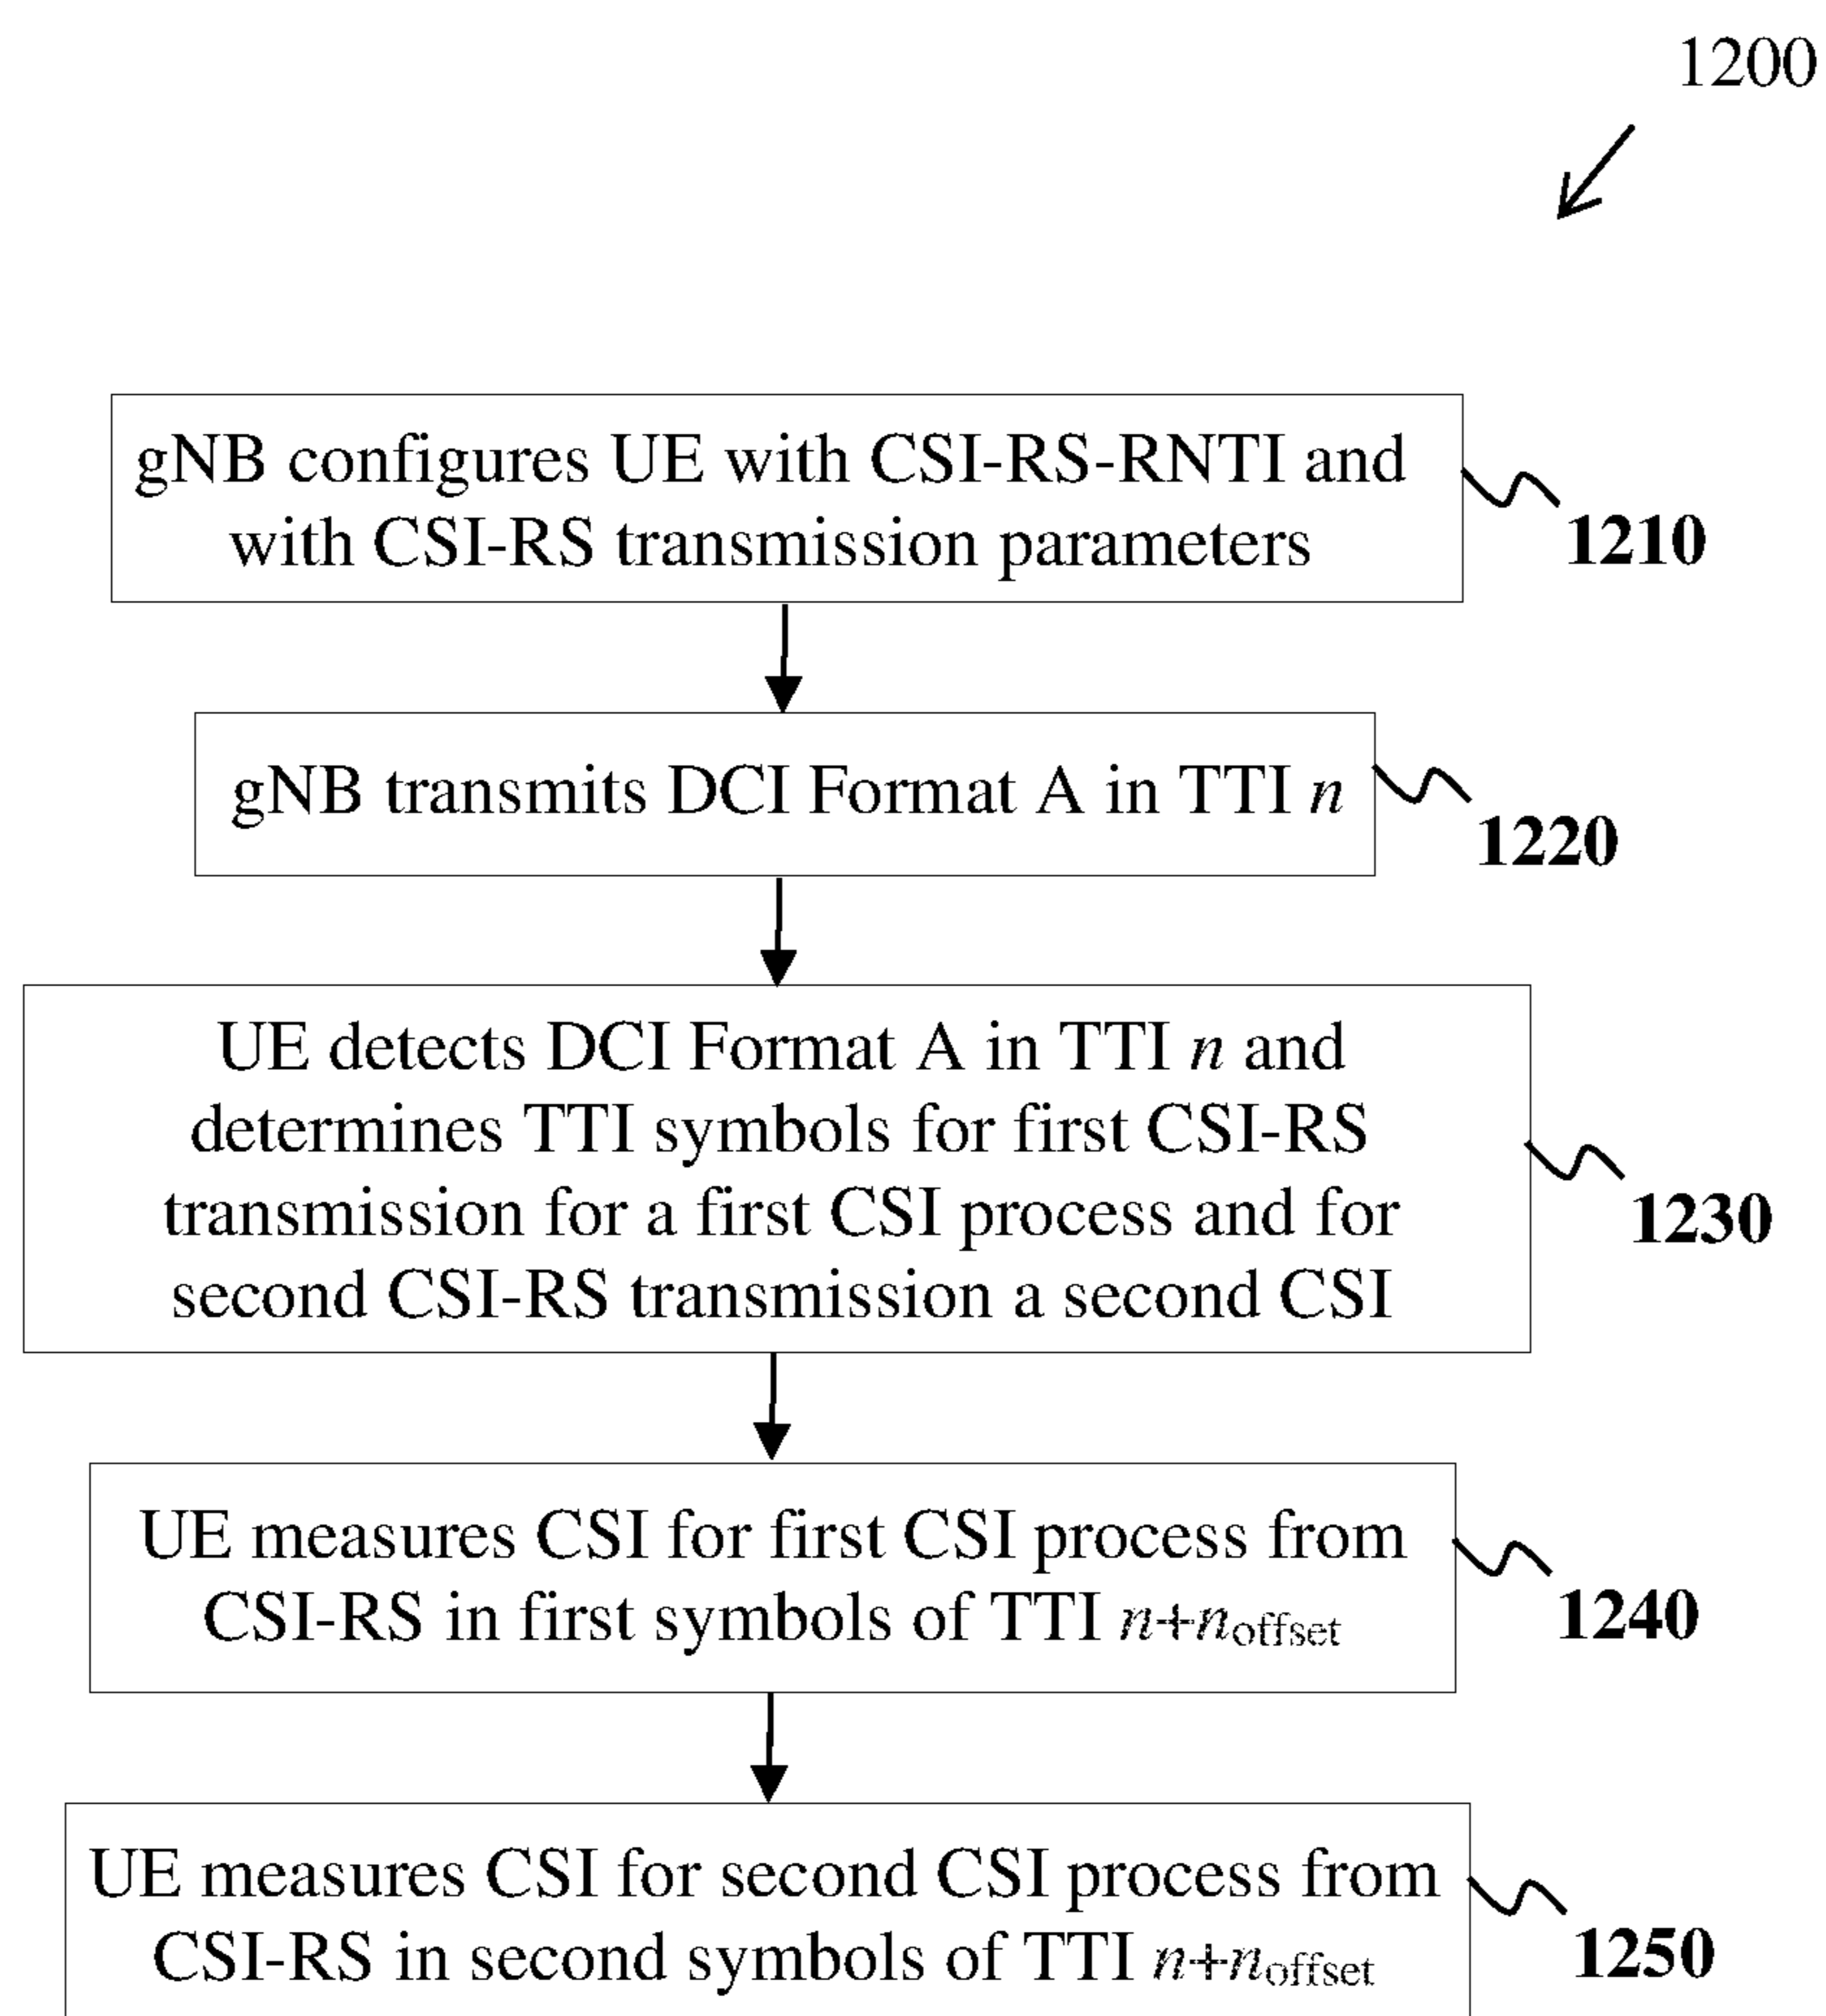 1200
gNB configures UE with CSI-RS-RNTI and
with CSI-RS transmission parameters
1210
gNB transmits DCI Format A in TTI n
1220
UE detects DCI Format A in TTI n and
determines TTI symbols for first CSI-RS
transmission for a first CSI process and for
second CSI-RS transmission a second CSI
1230
UE measures CSI for first CSI process from
CSI-RS in first symbols of TTI n+noffset
1240
UE measures CSI for second CSI process from
CSI-RS in second symbols of TTI n+noffset
1250